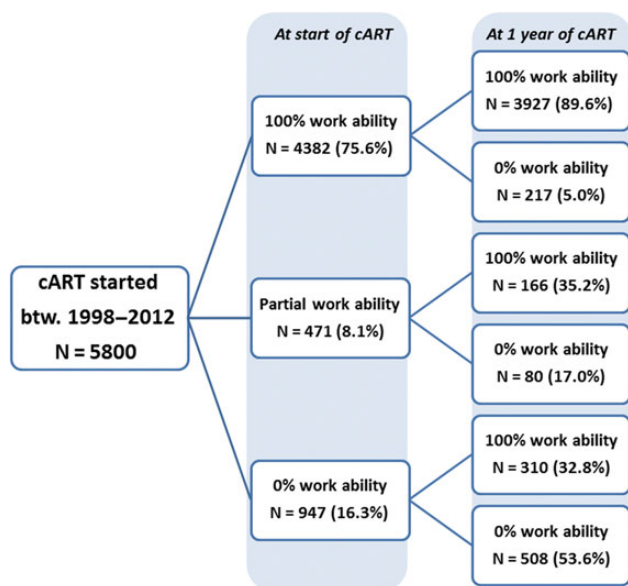 At start of cART
At 1 year of cART
100% work ability
N = 4382 (75.6%)
100% work ability
N = 3927 (89.6%)
0% work ability
N = 217 (5.0%)
cART started
btw. 1998–2012
N = 5800
Partial work ability
N = 471 (8.1%)
100% work ability
N = 166 (35.2%)
0% work ability
N = 80 (17.0%)
0% work ability
N = 947 (16.3%)
100% work ability
N = 310 (32.8%)
0% work ability
N = 508 (53.6%)